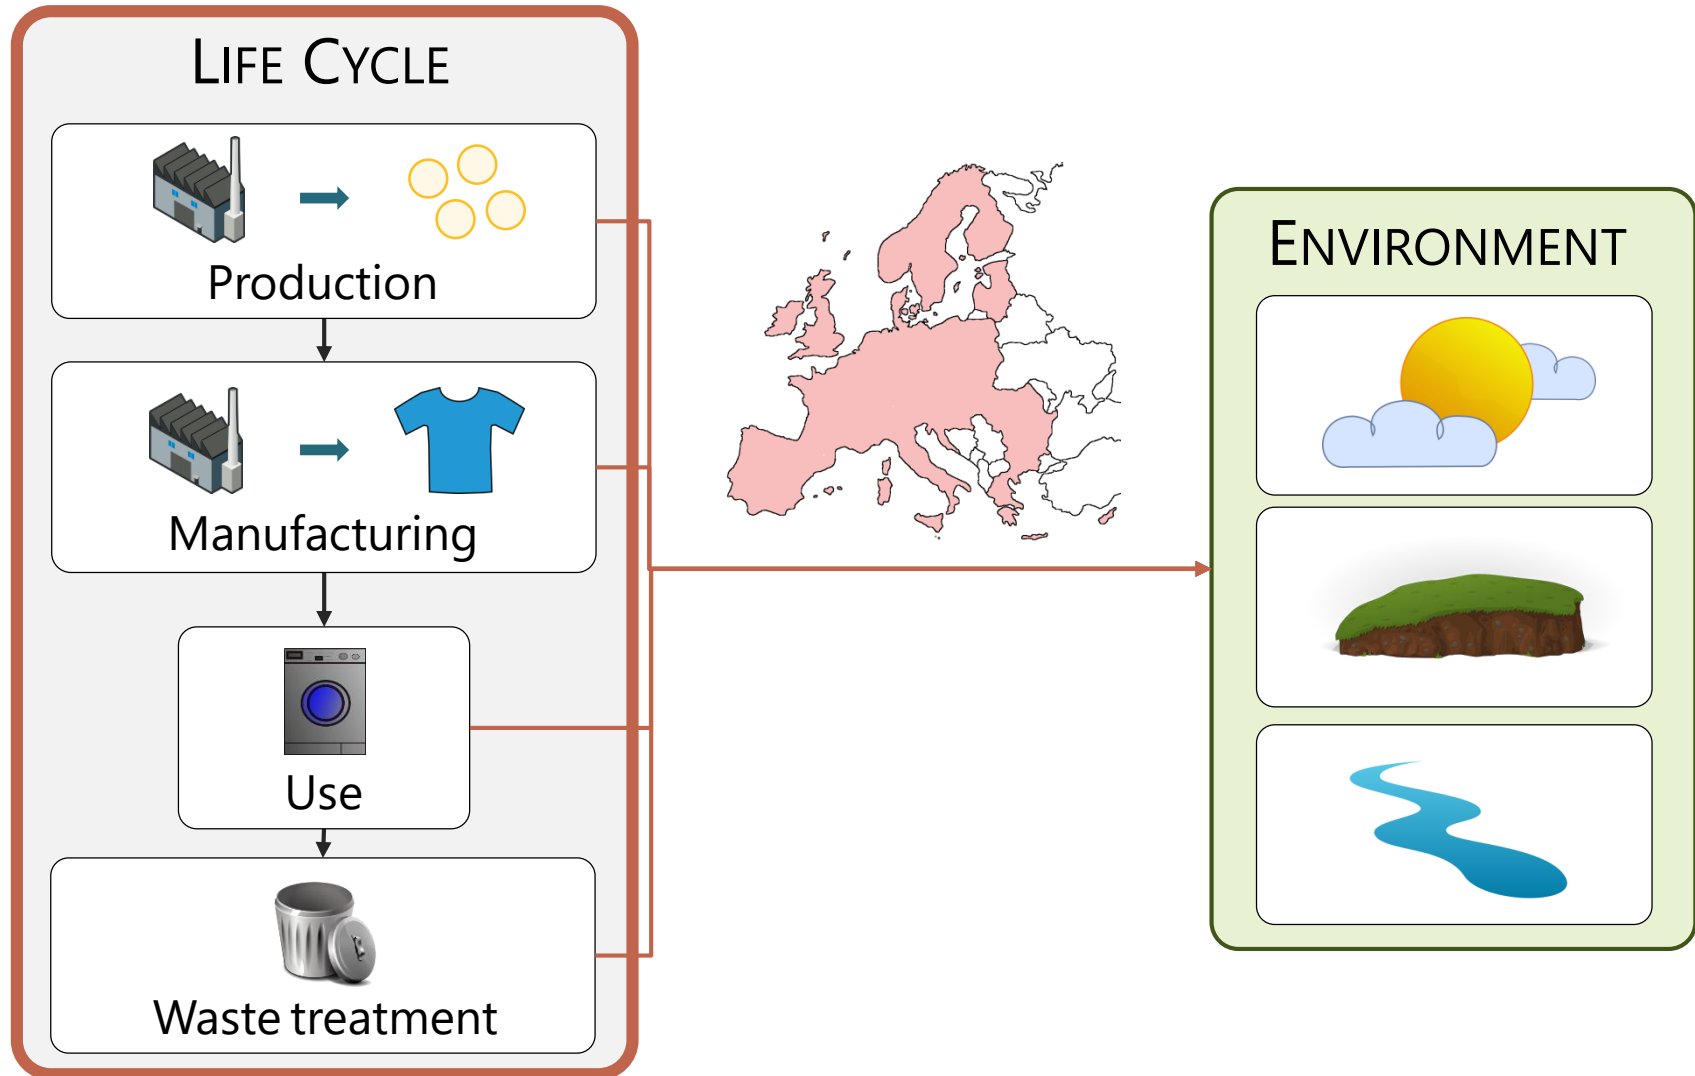 LIFE CYCLE
Production
Manufacturing
Use
Waste treatment
ENVIRONMENT